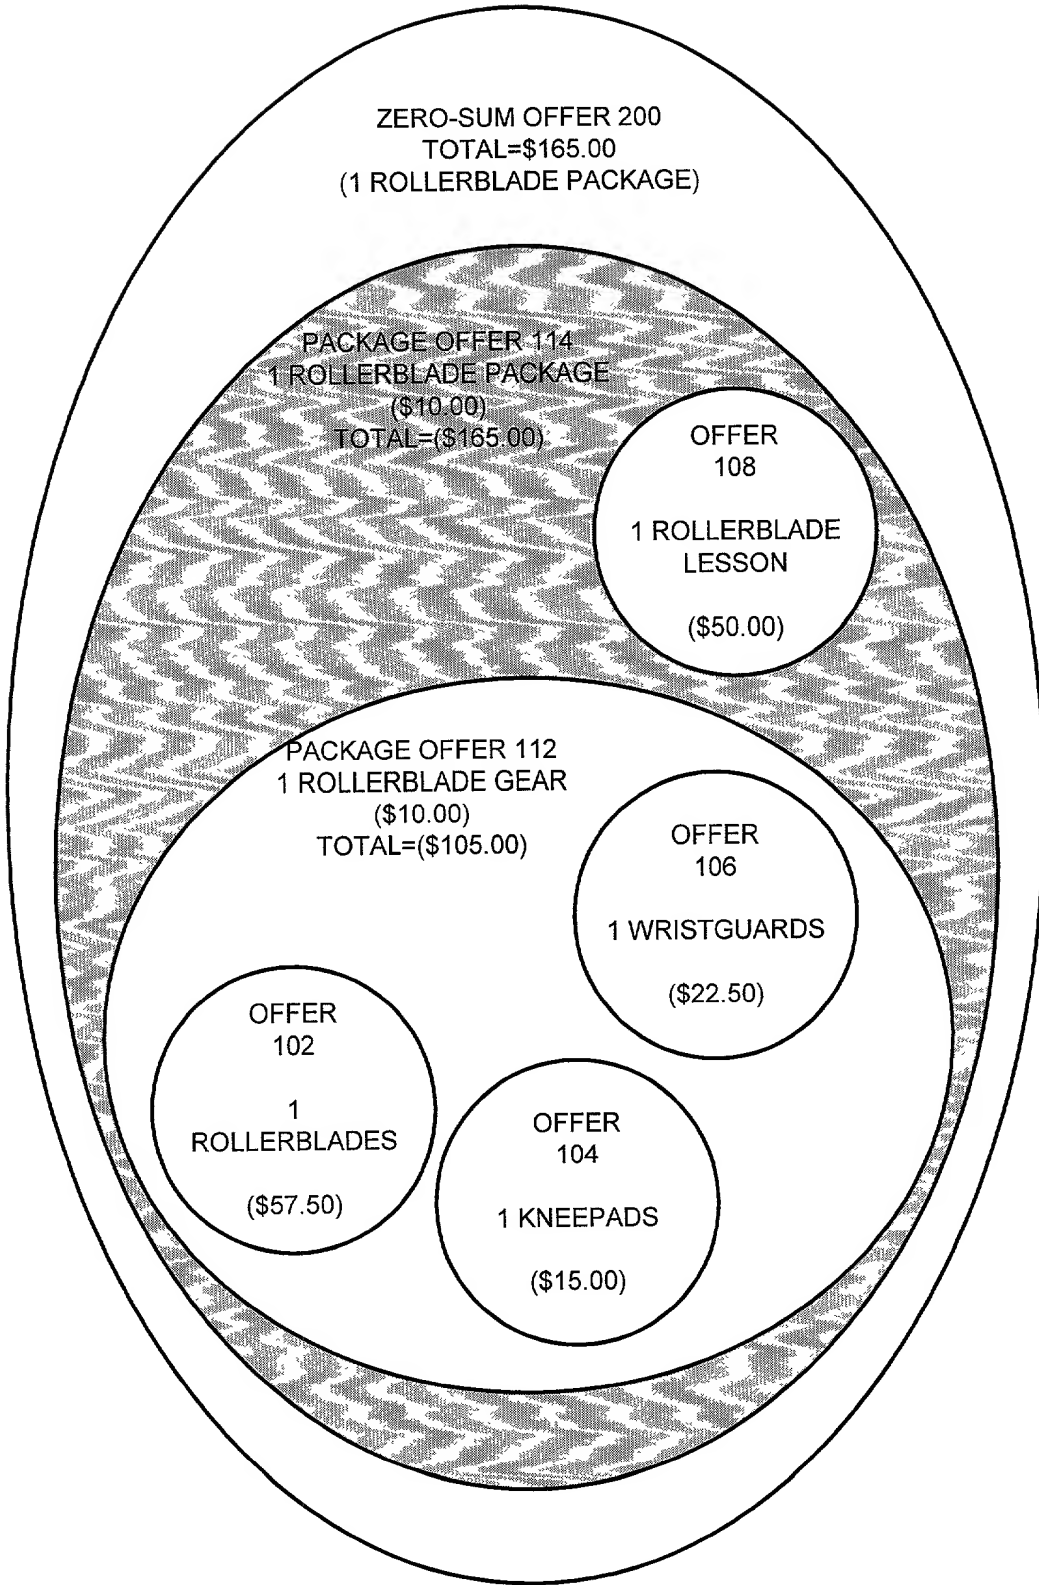 ZERO-SUM OFFER 200
TOTAL=$165.00
(1 ROLLERBLADE PACKAGE)
PACKAGE OFFER 114
1 ROLLERBLADE PACKAGE
($10.00)
TOTAL=($165.00)
OFFER
108
1 ROLLERBLADE
LESSON
($50.00)
PACKAGE OFFER 112
1 ROLLERBLADE GEAR
($10.00)
TOTAL=($105.00)
OFFER
106
1 WRISTGUARDS
($22.50)
OFFER
102
1
ROLLERBLADES
($57.50)
OFFER
104
1 KNEEPADS
($15.00)